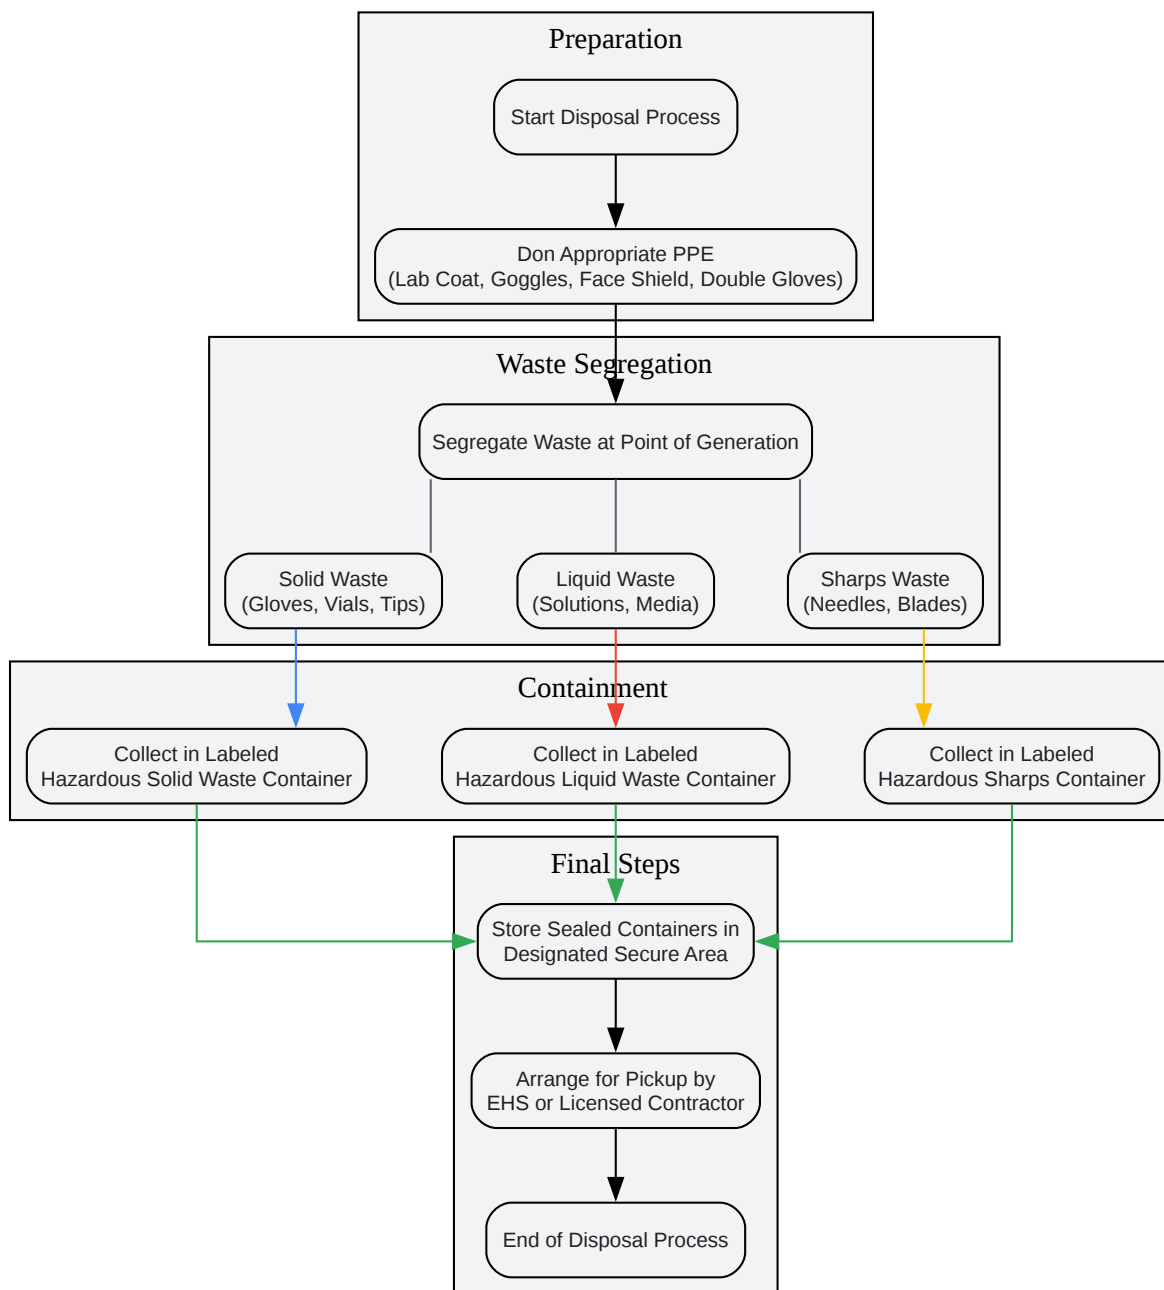 Preparation
Start Disposal Process
Don Appropriate PPE
(Lab Coat, Goggles, Face Shield, Double Gloves)
Waste Segregation
Segregate Waste at Point of Generation
Solid Waste
(Gloves, Vials, Tips)
Liquid Waste
(Solutions, Media)
Sharps Waste
(Needles, Blades)
Containment
Collect in Labeled
Hazardous Solid Waste Container
Collect in Labeled
Hazardous Liquid Waste Container
Collect in Labeled
Hazardous Sharps Container
Final Steps
Store Sealed Containers in
Designated Secure Area
Arrange for Pickup by
EHS or Licensed Contractor
End of Disposal Process